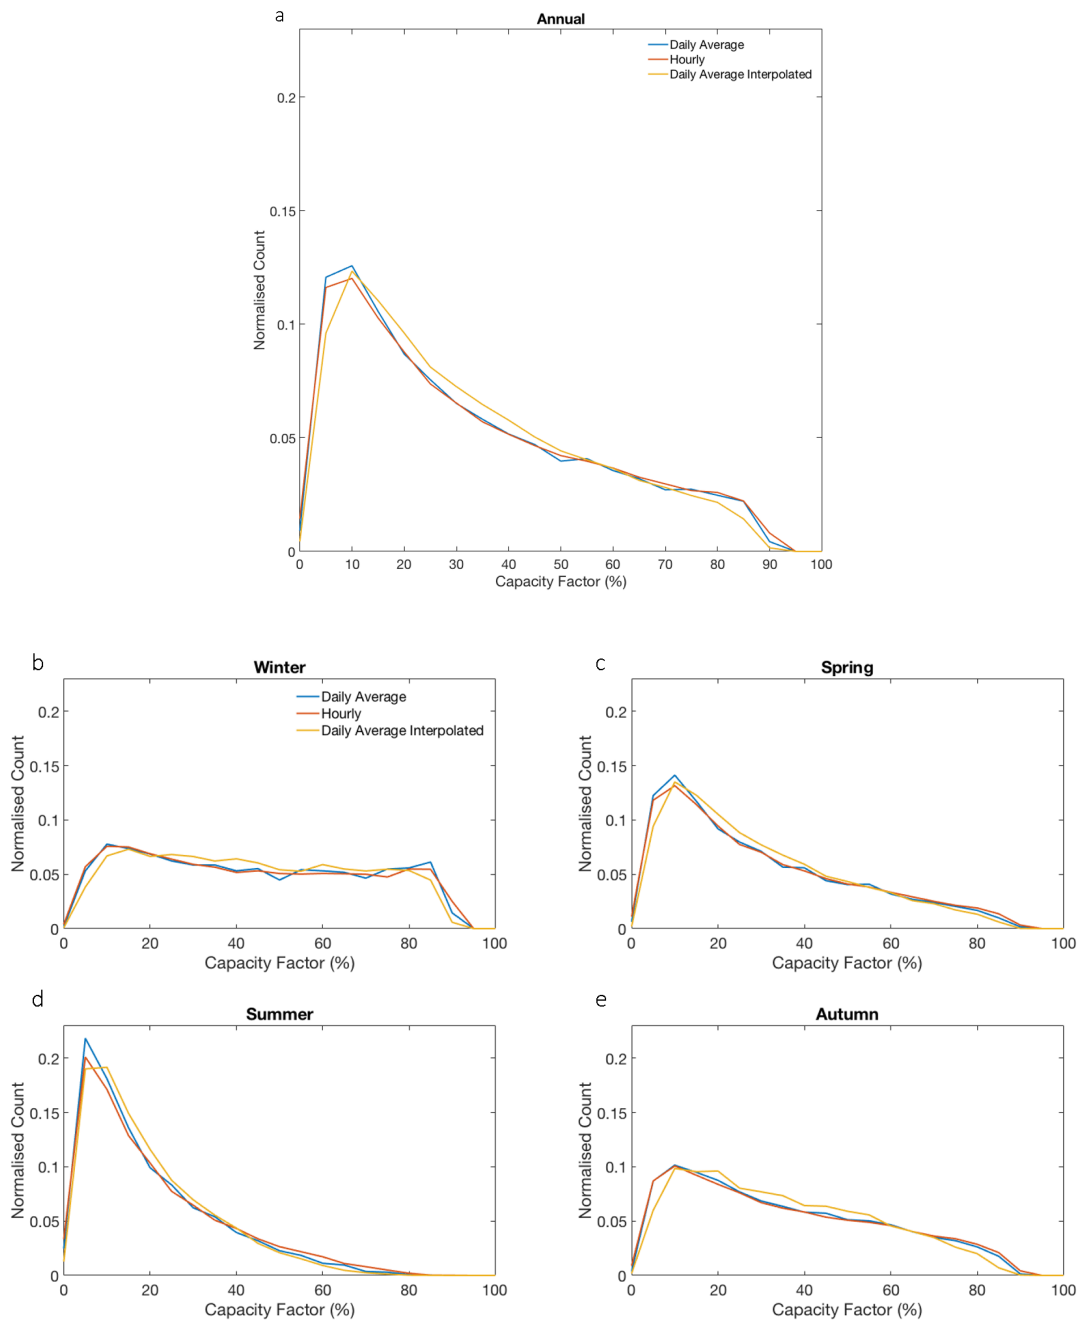 a
Annual
Daily Average
Hourly
Daily Average Interpolated
0.2
0.15
0.1
0.05
0
Normalised Count
0 10 20 30 40 50 60 70 80 90 100
Capacity Factor (%)
b
Winter
Daily Average
Hourly
Daily Average Interpolated
0.2
0.15
0.1
0.05
0
Normalised Count
0 20 40 60 80 100
Capacity Factor (%)
c
Spring
0.2
0.15
0.1
0.05
0
Normalised Count
0 20 40 60 80 100
Capacity Factor (%)
d
Summer
0.2
0.15
0.1
0.05
0
Normalised Count
0 20 40 60 80 100
Capacity Factor (%)
e
Autumn
0.2
0.15
0.1
0.05
0
Normalised Count
0 20 40 60 80 100
Capacity Factor (%)